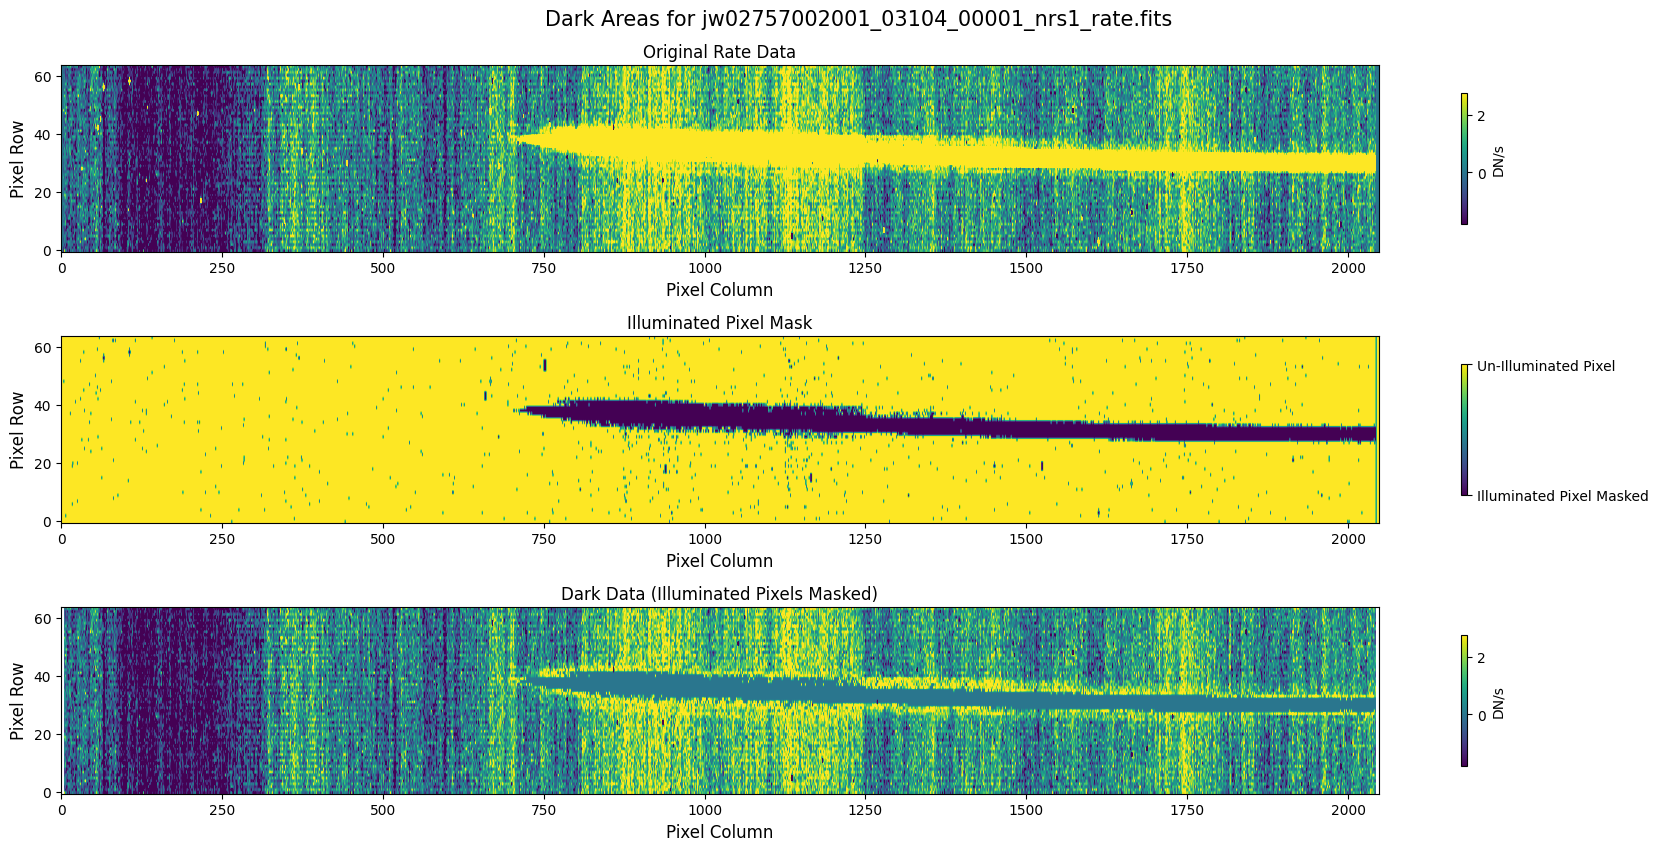 Dark Areas for jw02757002001_03104_00001_nrs1_rate.fits
Original Rate Data
Pixel Row
60
40
20
0
0 250 500 750 1000 1250 1500 1750 2000
Pixel Column
2
0
DN/s
Illuminated Pixel Mask
Pixel Row
60
40
20
0
0 250 500 750 1000 1250 1500 1750 2000
Pixel Column
Un-Illuminated Pixel
Illuminated Pixel Masked
Dark Data (Illuminated Pixels Masked)
Pixel Row
60
40
20
0
0 250 500 750 1000 1250 1500 1750 2000
Pixel Column
2
0
DN/s